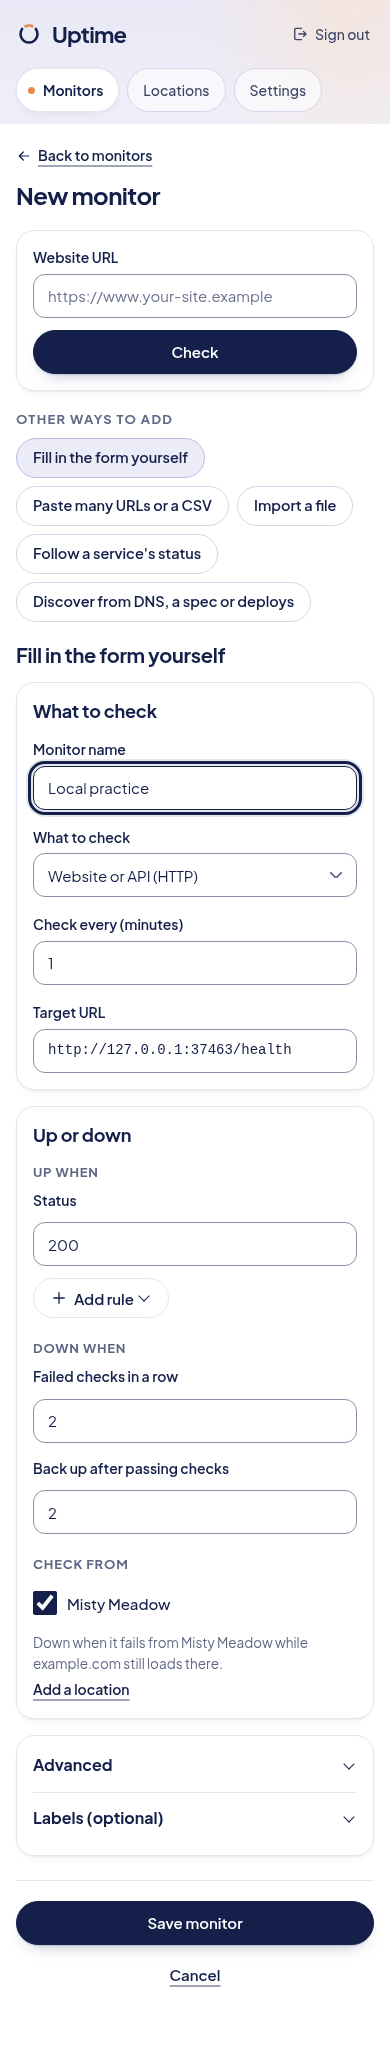 Uptime
Sign out
Monitors
Locations
Settings
Back to monitors
New monitor
Website URL
https://www.your-site.example
Check
OTHER WAYS TO ADD
Fill in the form yourself
Paste many URLs or a CSV
Import a file
Follow a service's status
Discover from DNS, a spec or deploys
Fill in the form yourself
What to check
Monitor name
Local practice
What to check
Website or API (HTTP)
Check every (minutes)
1
Target URL
http://127.0.0.1:37463/health
Up or down
UP WHEN
Status
200
Add rule
DOWN WHEN
Failed checks in a row
2
Back up after passing checks
2
CHECK FROM
Misty Meadow
Down when it fails from Misty Meadow while
example.com still loads there.
Add a location
Advanced
Labels (optional)
Save monitor
Cancel